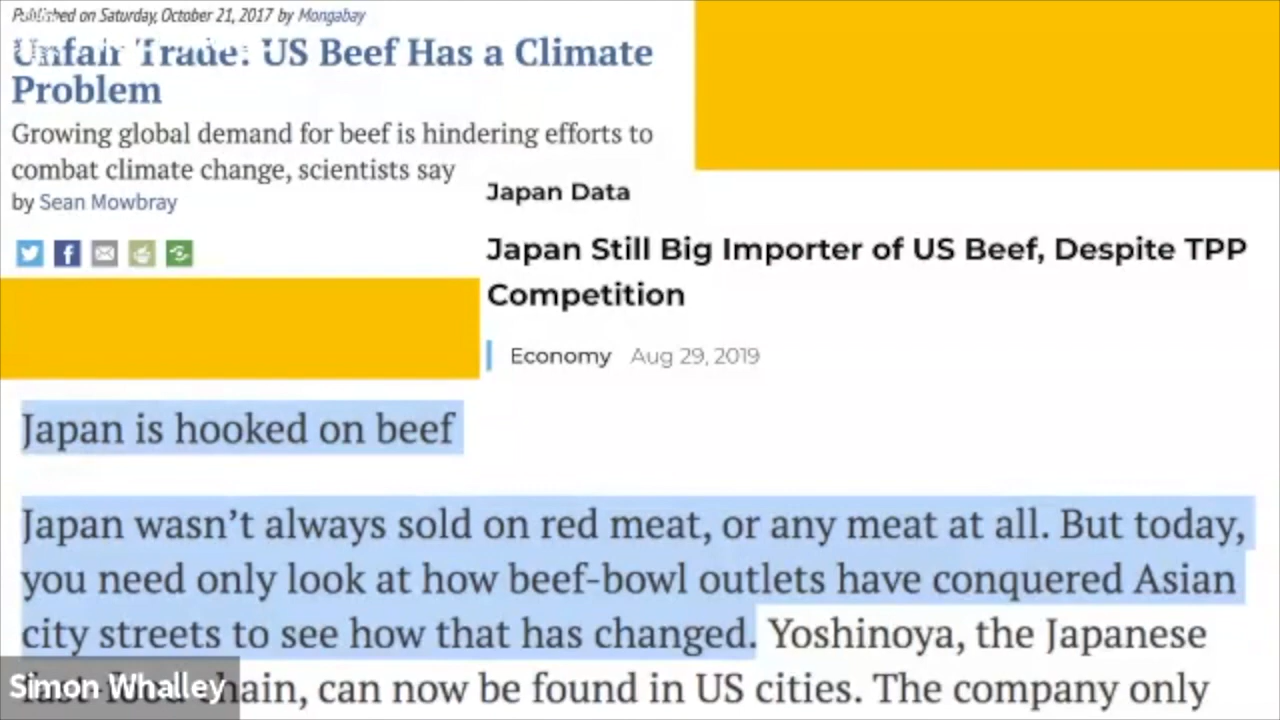 Published on Saturday, October 21, 2017 by Mongabay
Unfair Trade: US Beef Has a Climate
Problem
Growing global demand for beef is hindering efforts to
combat climate change, scientists say
by Sean Mowbray
Japan Data
Japan Still Big Importer of US Beef, Despite TPP
Competition
Economy Aug 29, 2019
Japan is hooked on beef
Japan wasn't always sold on red meat, or any meat at all. But today,
you need only look at how beef-bowl outlets have conquered Asian
city streets to see how that has changed. Yoshinoya, the Japanese
fast-food chain, can now be found in US cities. The company only
Simon Whalley